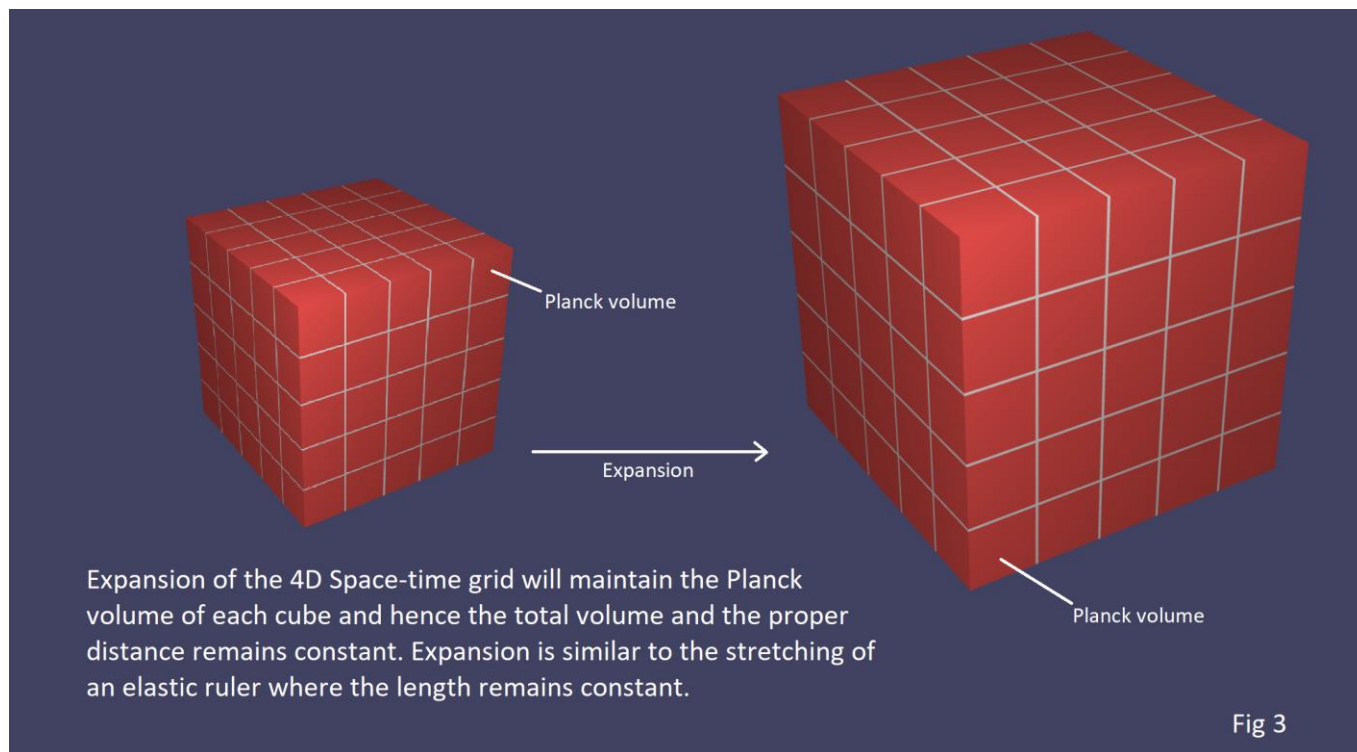 Planck volume
Expansion
Planck volume
Expansion of the 4D Space-time grid will maintain the Planck
volume of each cube and hence the total volume and the proper
distance remains constant. Expansion is similar to the stretching of
an elastic ruler where the length remains constant.
Fig 3